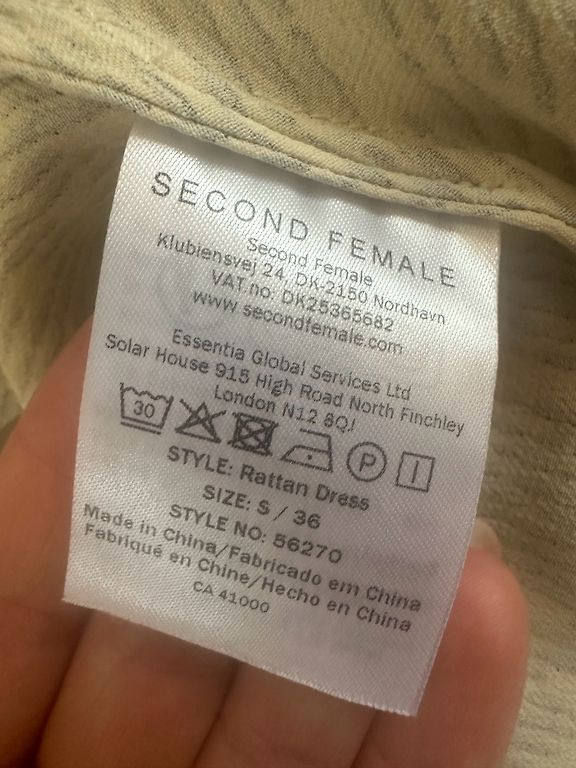 SECOND FEMALE
Second Female
Klubiensvej 24, DK-2150 Nordhavn
VAT no: DK25365682
www.secondfemale.com
Essentia Global Services Ltd
Solar House 915 High Road North Finchley
London N12 8QJ
30
P
STYLE: Rattan Dress
SIZE: S / 36
STYLE NO: 56270
Made in China/Fabricado em China
Fabriqué en Chine/Hecho en China
CA 41000